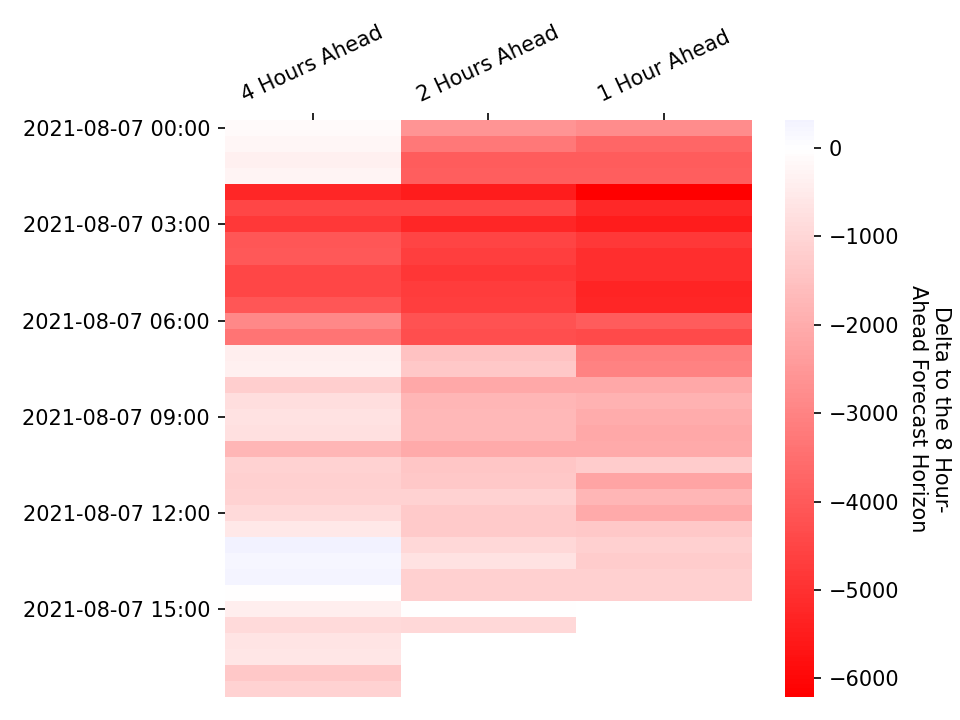 4 Hours Ahead
2 Hours Ahead
1 Hour Ahead
2021-08-07 00:00
2021-08-07 03:00
2021-08-07 06:00
2021-08-07 09:00
2021-08-07 12:00
2021-08-07 15:00
0
−1000
−2000
−3000
−4000
−5000
−6000
Delta to the 8 Hour-
Ahead Forecast Horizon